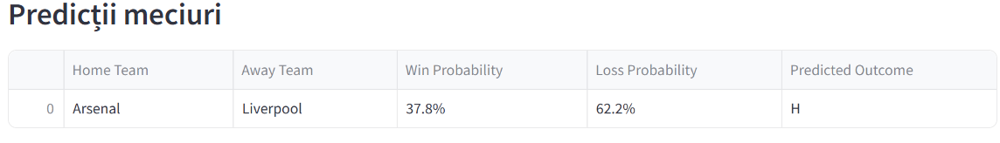 Predicții meciuri
Home Team Away Team Win Probability Loss Probability Predicted Outcome
0 Arsenal Liverpool 37.8% 62.2% H